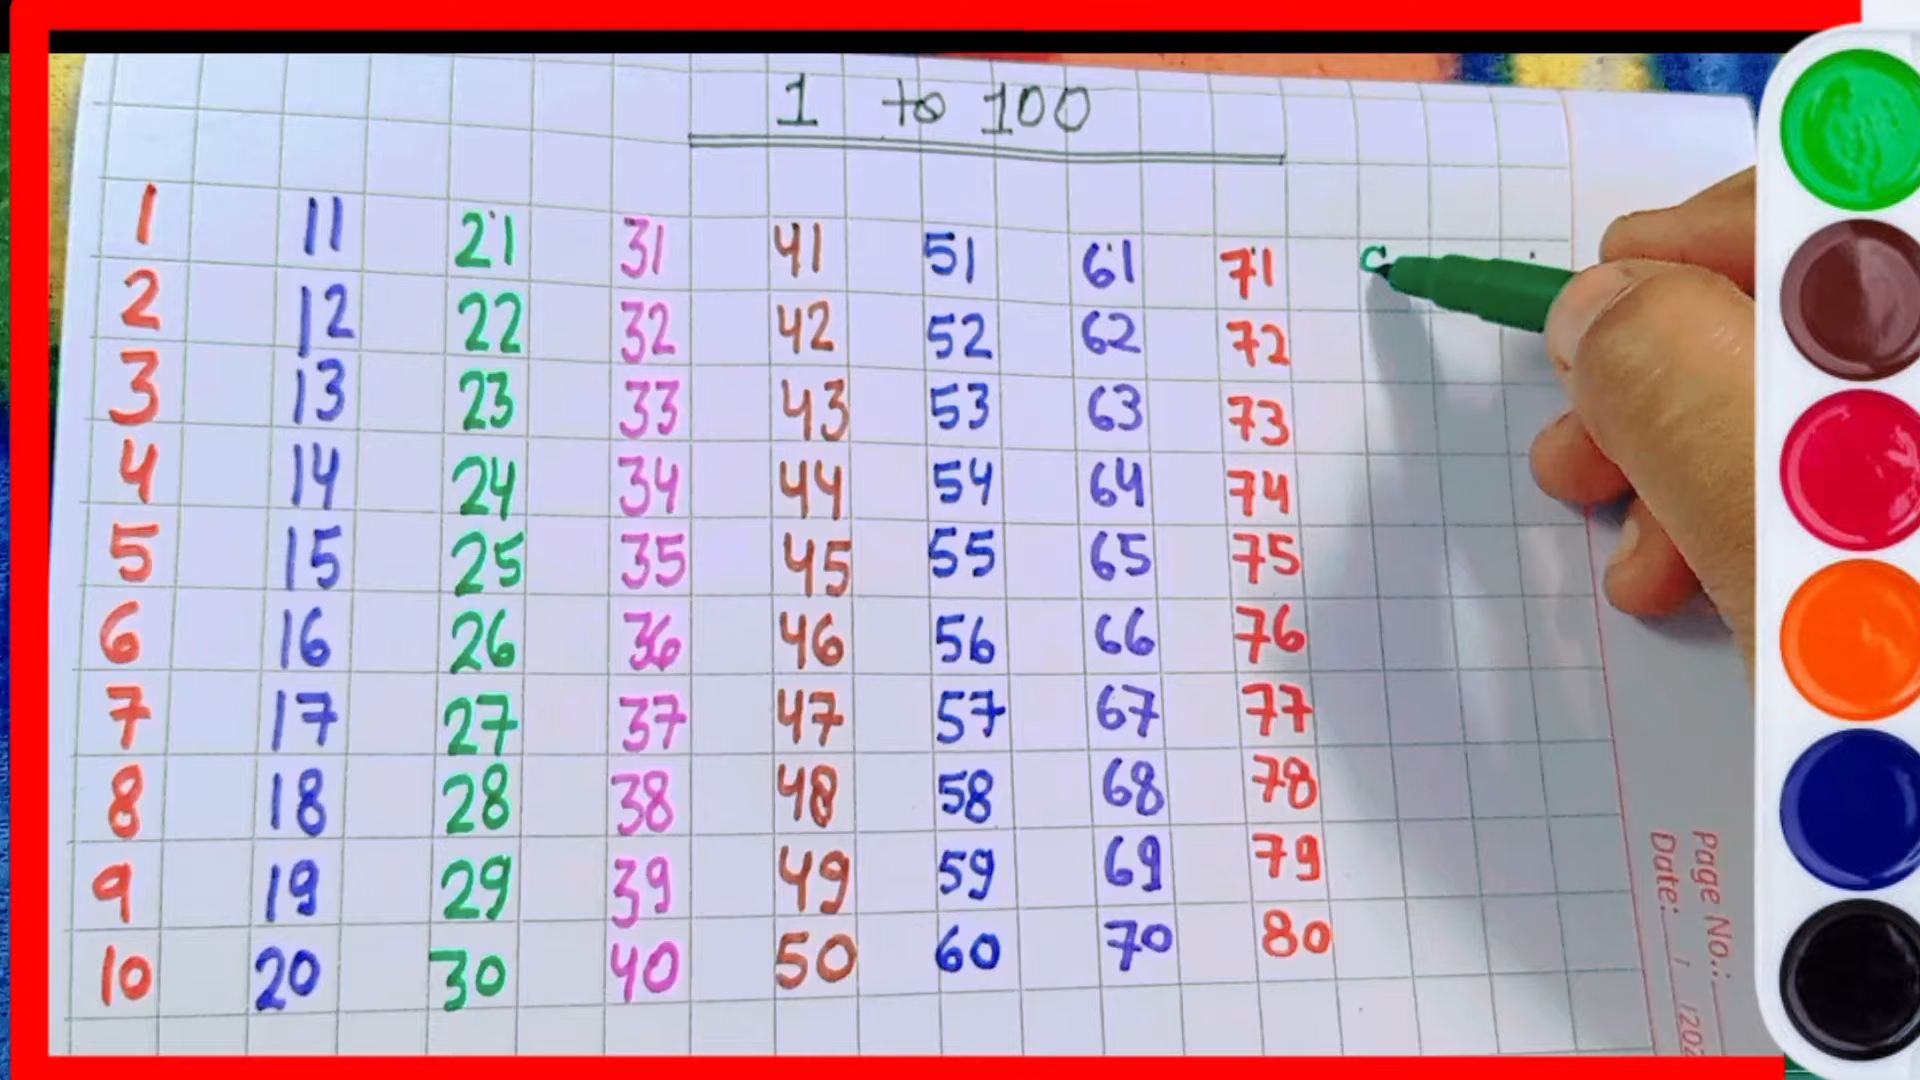 1 to 100
1 11 21 31 41 51 61 71
2 12 22 32 42 52 62 72
3 13 23 33 43 53 63 73
4 14 24 34 44 54 64 74
5 15 25 35 45 55 65 75
6 16 26 36 46 56 66 76
7 17 27 37 47 57 67 77
8 18 28 38 48 58 68 78
9 19 29 39 49 59 69 79
10 20 30 40 50 60 70 80
Page No.:
Date: / /202